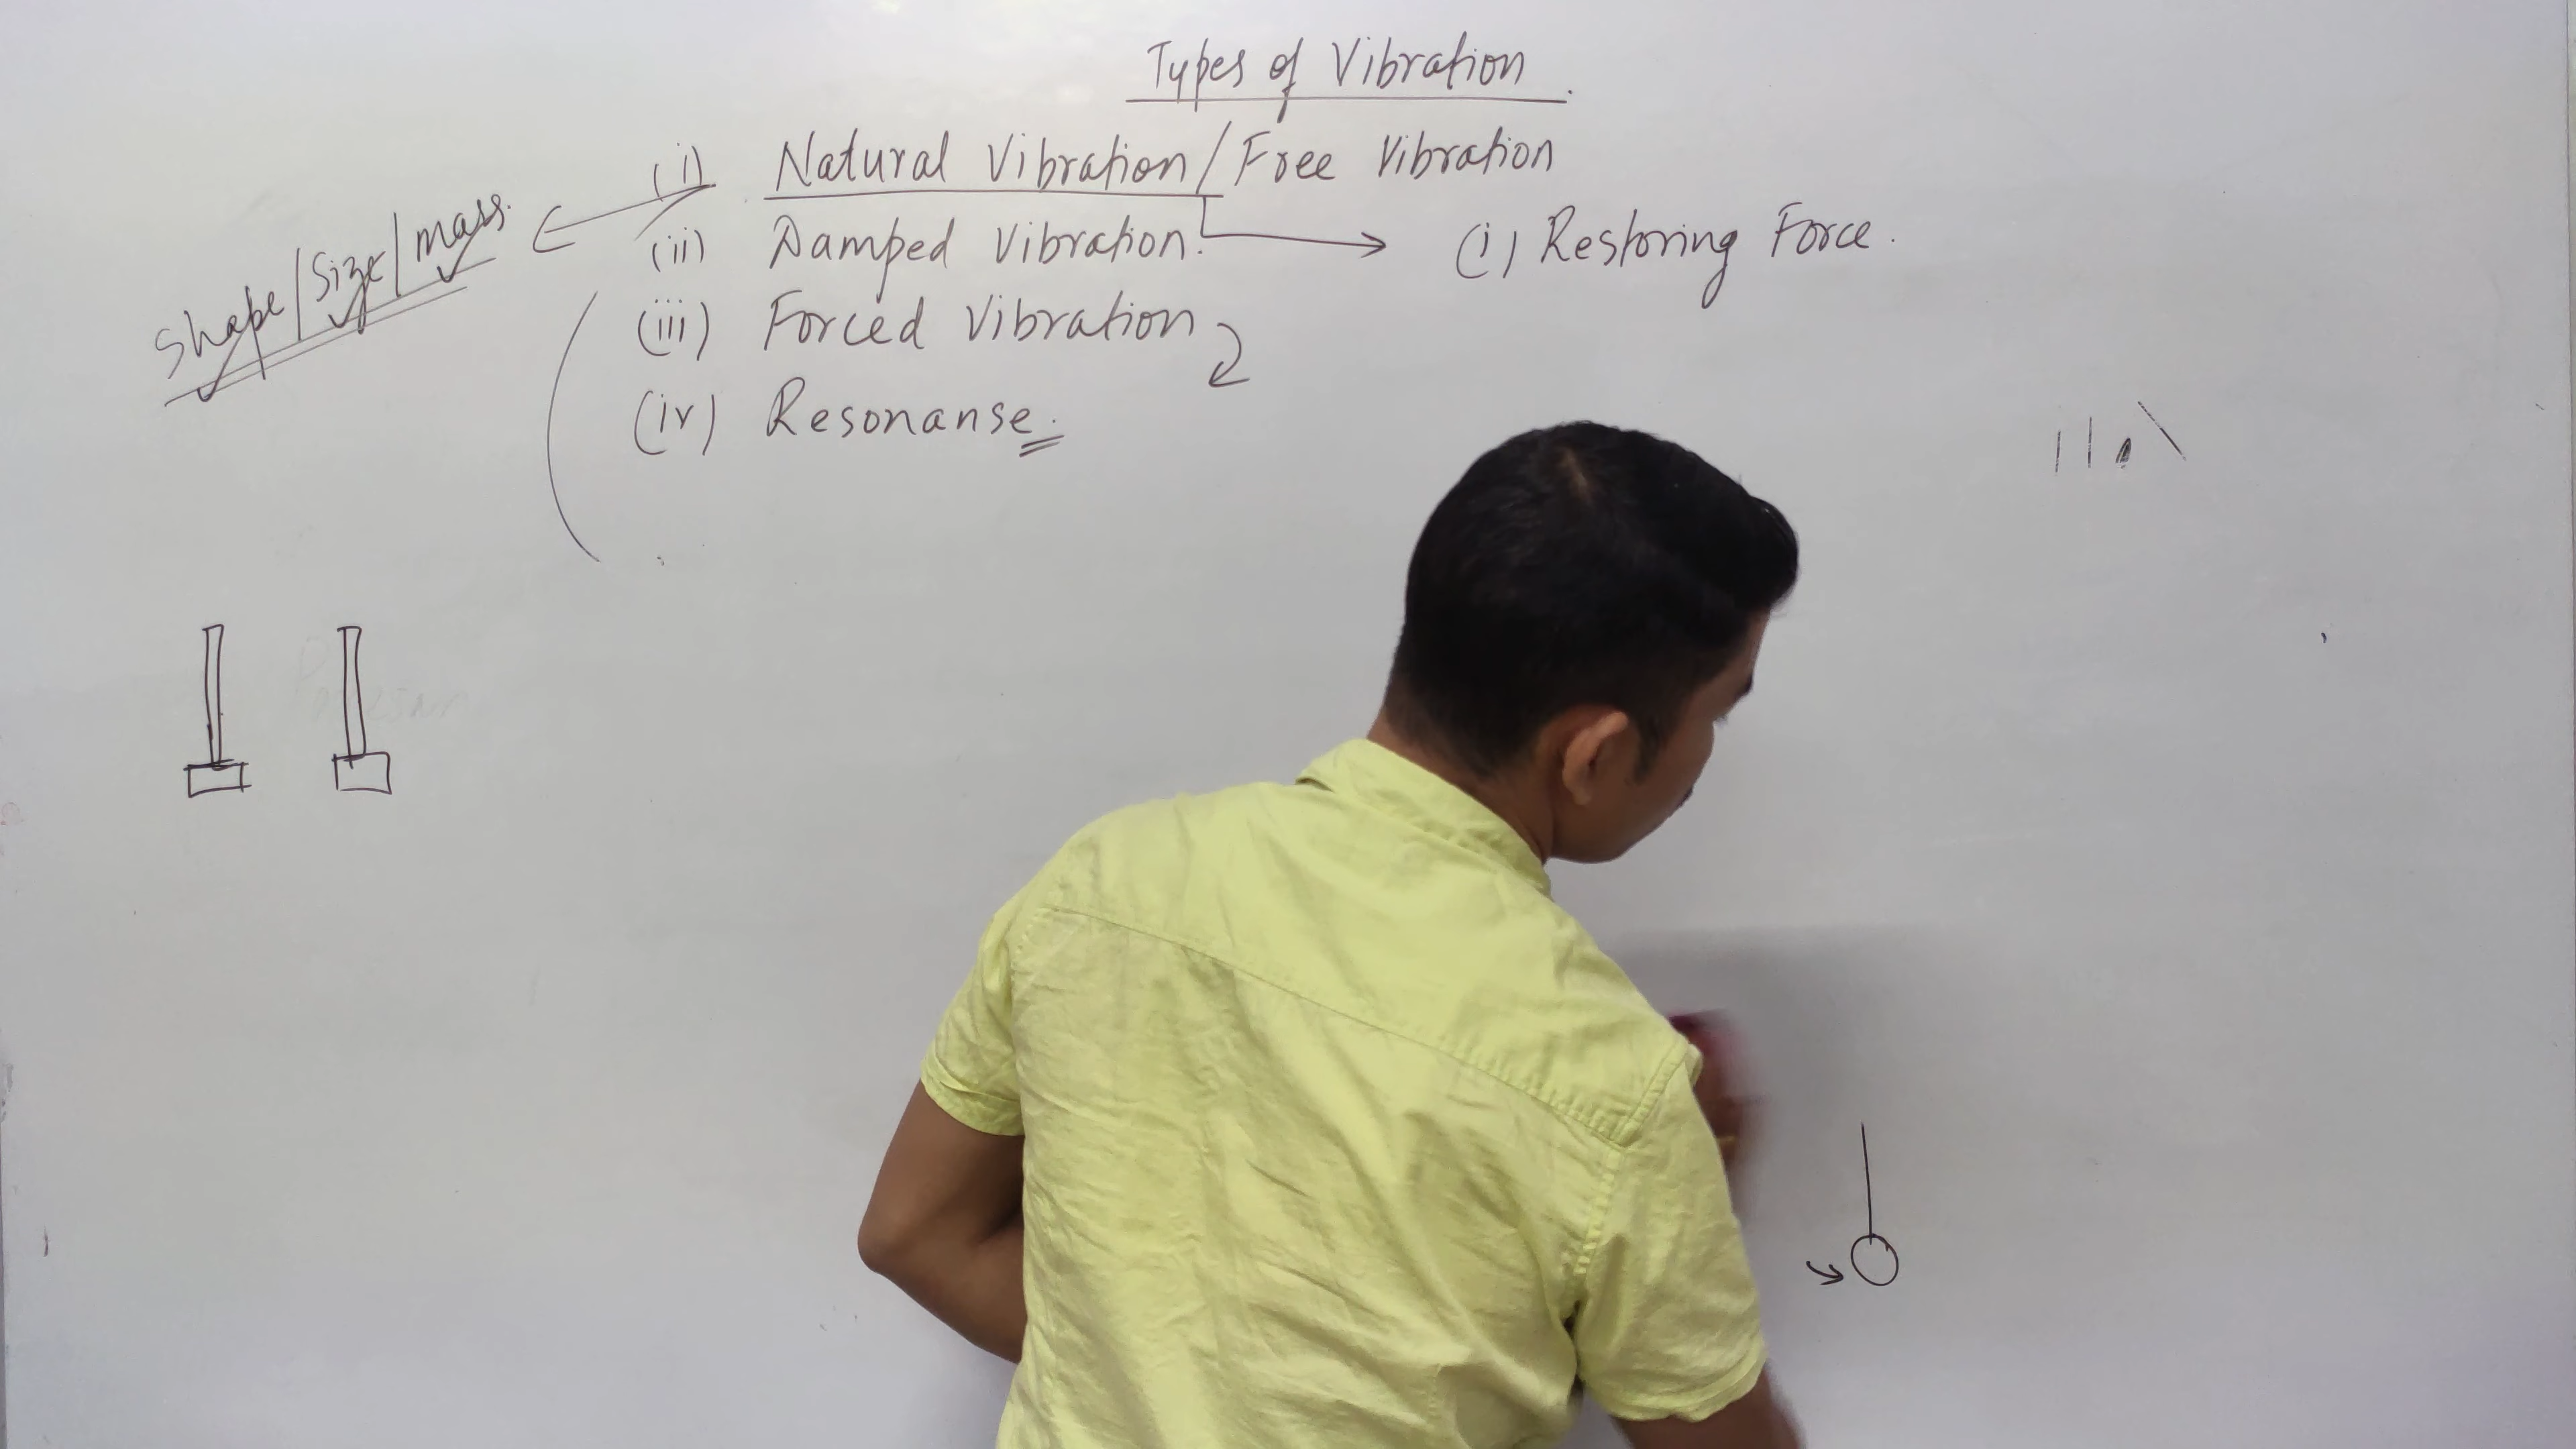 Types of Vibration
(i) Natural Vibration/Free Vibration
Shape/Size/mass.
(ii) Damped Vibration.
(i) Restoring Force.
(iii) Forced Vibration
(iv) Resonanse.